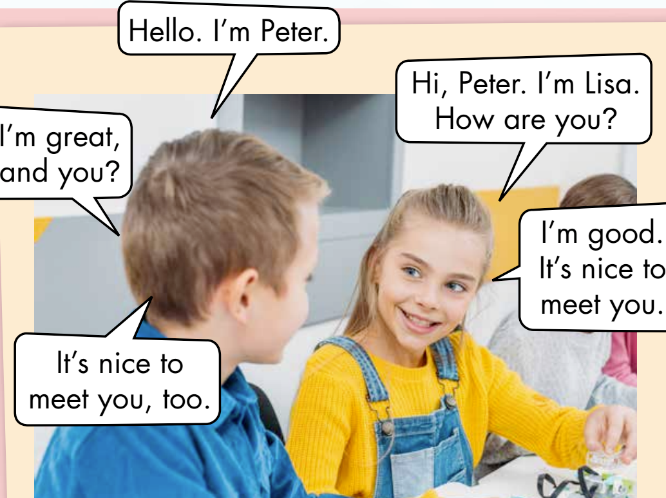 Hello. I'm Peter.
Hi, Peter. I'm Lisa.
How are you?
I'm great,
and you?
I'm good.
It's nice to
meet you.
It's nice to
meet you, too.